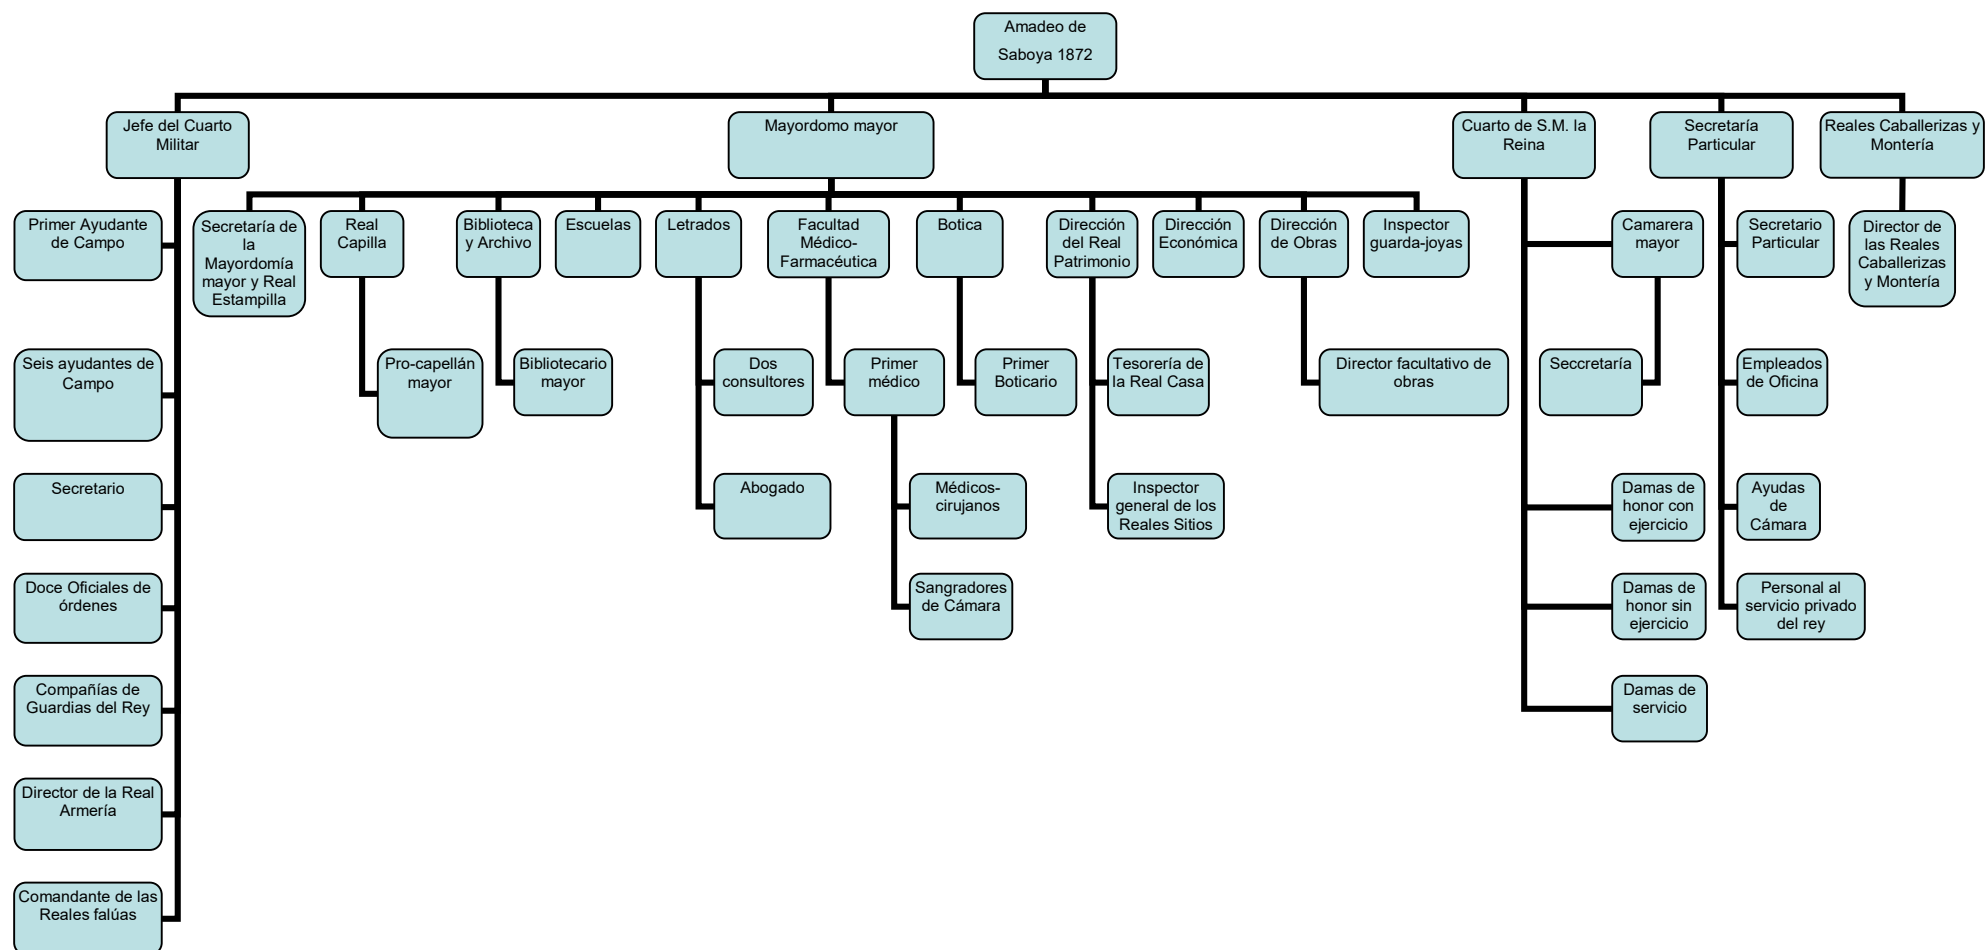 Amadeo de
Saboya 1872
Jefe del Cuarto
Militar
Mayordomo mayor
Cuarto de S.M. la
Reina
Secretaría
Particular
Reales Caballerizas y
Montería
Primer Ayudante
de Campo
Secretaría de
la
Mayordomía
mayor y Real
Estampilla
Real
Capilla
Biblioteca
y Archivo
Escuelas
Letrados
Facultad
Médico-
Farmacéutica
Botica
Dirección
del Real
Patrimonio
Dirección
Económica
Dirección
de Obras
Inspector
guarda-joyas
Camarera
mayor
Secretario
Particular
Director de
las Reales
Caballerizas
y Montería
Seis ayudantes de
Campo
Pro-capellán
mayor
Bibliotecario
mayor
Dos
consultores
Primer
médico
Primer
Boticario
Tesorería de
la Real Casa
Director facultativo de
obras
Seccretaría
Empleados
de Oficina
Secretario
Abogado
Médicos-
cirujanos
Inspector
general de los
Reales Sitios
Damas de
honor con
ejercicio
Ayudas
de
Cámara
Doce Oficiales de
órdenes
Sangradores
de Cámara
Damas de
honor sin
ejercicio
Personal al
servicio privado
del rey
Compañías de
Guardias del Rey
Damas de
servicio
Director de la Real
Armería
Comandante de las
Reales falúas